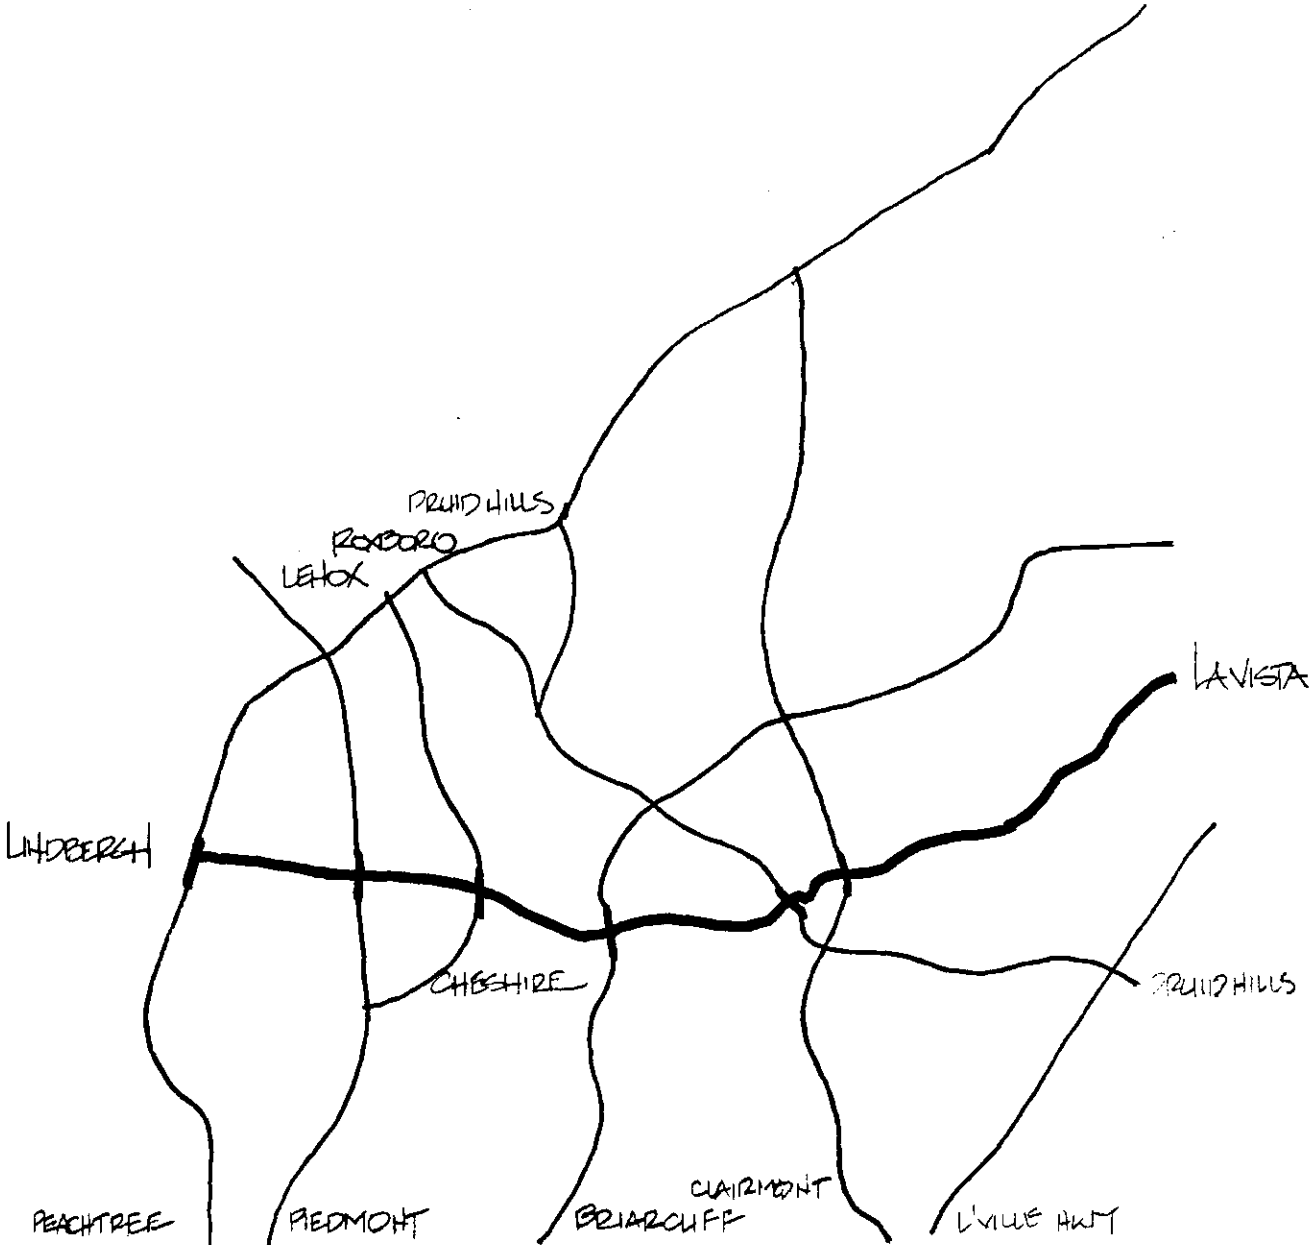 DRUID HILLS
ROXBORO
LENOX
LAVISTA
LINDBERGH
CHESHIRE
DRUID HILLS
CLAIRMONT
PEACHTREE
PIEDMONT
BRIARCLIFF
L'VILLE HWY